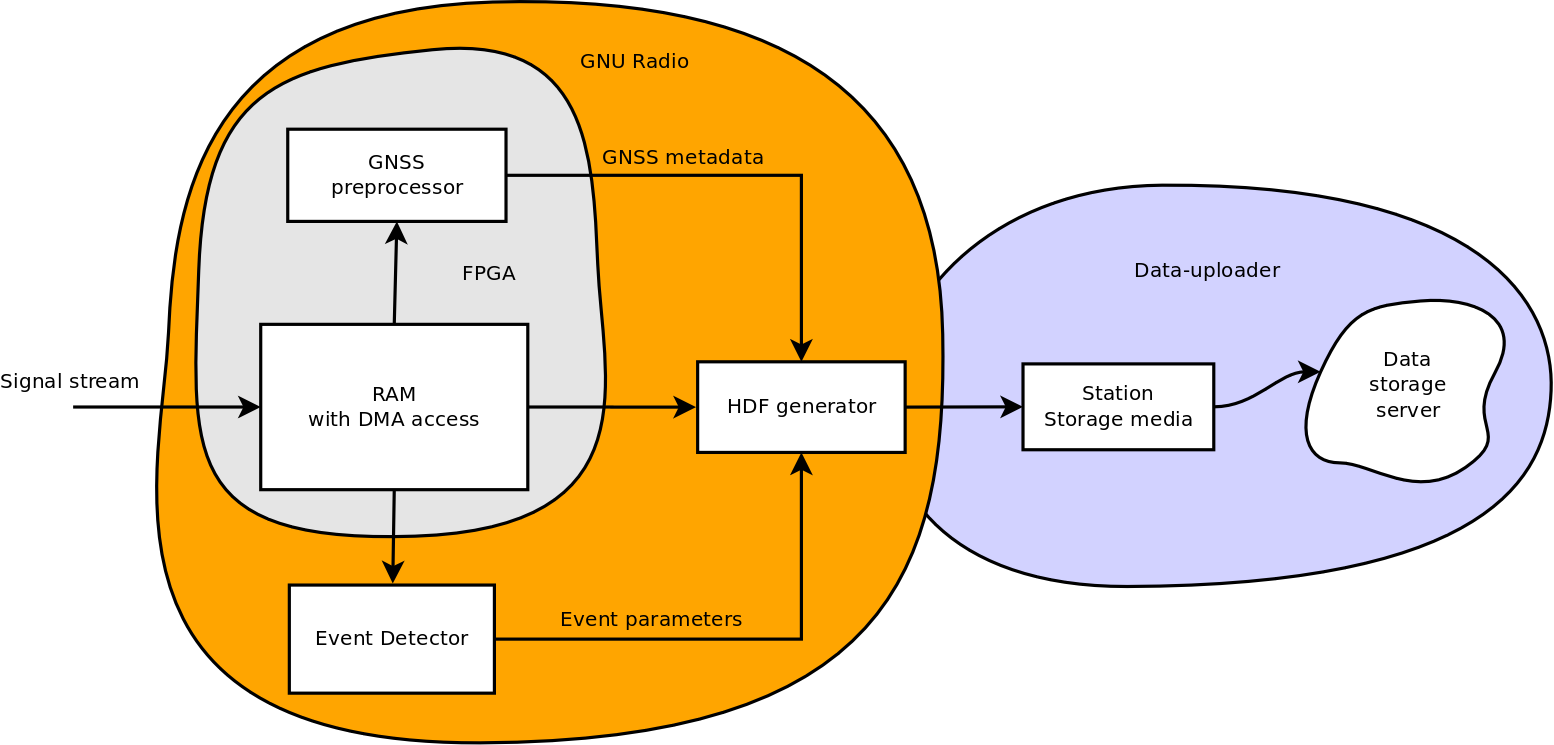 GNU Radio
GNSS
preprocessor
GNSS metadata
FPGA
Data-uploader
Signal stream
RAM
with DMA access
HDF generator
Station
Storage media
Data
storage
server
Event Detector
Event parameters